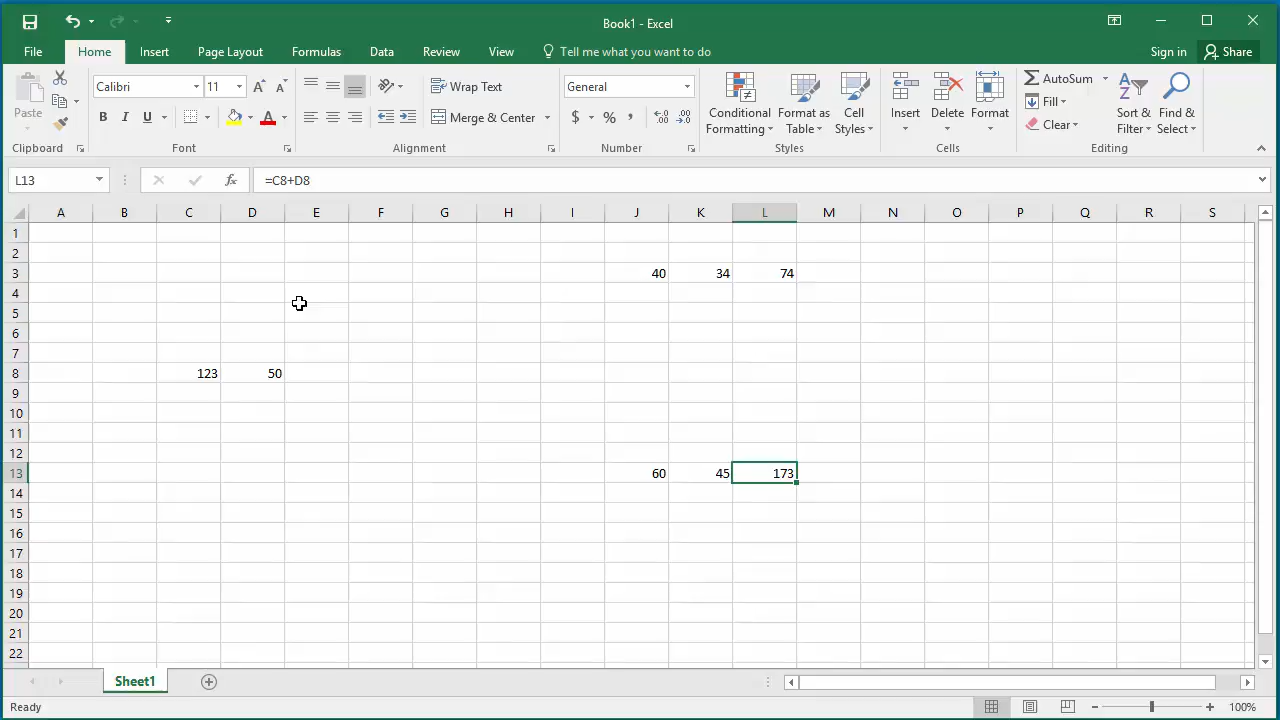 Book1 - Excel
File Home Insert Page Layout Formulas Data Review View Tell me what you want to do Sign in Share
Paste
Clipboard
Calibri 11
B I U
Font
Wrap Text
Merge & Center
Alignment
General
$ % ,
Number
Conditional Formatting
Format as Table
Cell Styles
Styles
Insert Delete Format
Cells
AutoSum
Fill
Clear
Sort & Filter
Find & Select
Editing
L13 fx =C8+D8
A B C D E F G H I J K L M N O P Q R S
1
2
3 40 34 74
4
5
6
7
8 123 50
9
10
11
12
13 60 45 173
14
15
16
17
18
19
20
21
22
Sheet1
Ready 100%